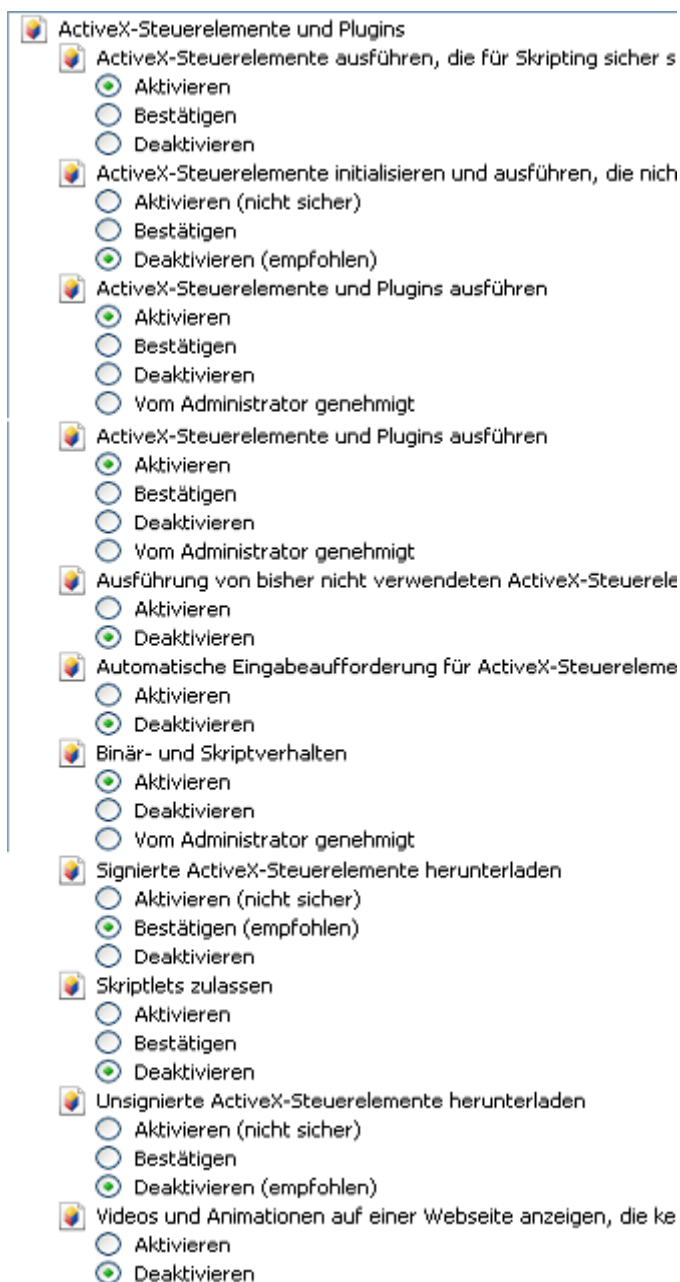 ActiveX-Steuerelemente und Plugins
ActiveX-Steuerelemente ausführen, die für Skripting sicher s
Aktivieren
Bestätigen
Deaktivieren
ActiveX-Steuerelemente initialisieren und ausführen, die nich
Aktivieren (nicht sicher)
Bestätigen
Deaktivieren (empfohlen)
ActiveX-Steuerelemente und Plugins ausführen
Aktivieren
Bestätigen
Deaktivieren
Vom Administrator genehmigt
ActiveX-Steuerelemente und Plugins ausführen
Aktivieren
Bestätigen
Deaktivieren
Vom Administrator genehmigt
Ausführung von bisher nicht verwendeten ActiveX-Steuerele
Aktivieren
Deaktivieren
Automatische Eingabeaufforderung für ActiveX-Steuereleme
Aktivieren
Deaktivieren
Binär- und Skriptverhalten
Aktivieren
Deaktivieren
Vom Administrator genehmigt
Signierte ActiveX-Steuerelemente herunterladen
Aktivieren (nicht sicher)
Bestätigen (empfohlen)
Deaktivieren
Skriptlets zulassen
Aktivieren
Bestätigen
Deaktivieren
Unsignierte ActiveX-Steuerelemente herunterladen
Aktivieren (nicht sicher)
Bestätigen
Deaktivieren (empfohlen)
Videos und Animationen auf einer Webseite anzeigen, die ke
Aktivieren
Deaktivieren